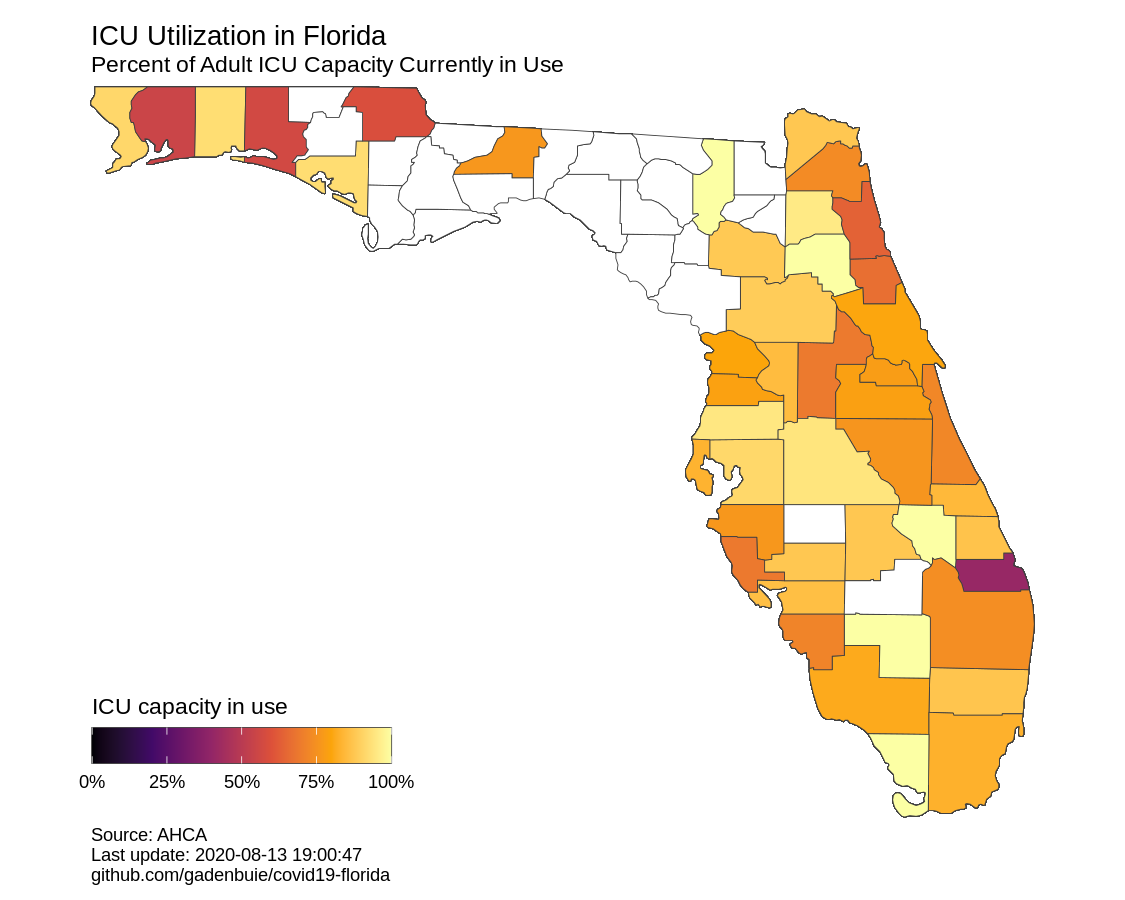 ICU Utilization in Florida
Percent of Adult ICU Capacity Currently in Use
ICU capacity in use
0% 25% 50% 75% 100%
Source: AHCA
Last update: 2020-08-13 19:00:47
github.com/gadenbuie/covid19-florida